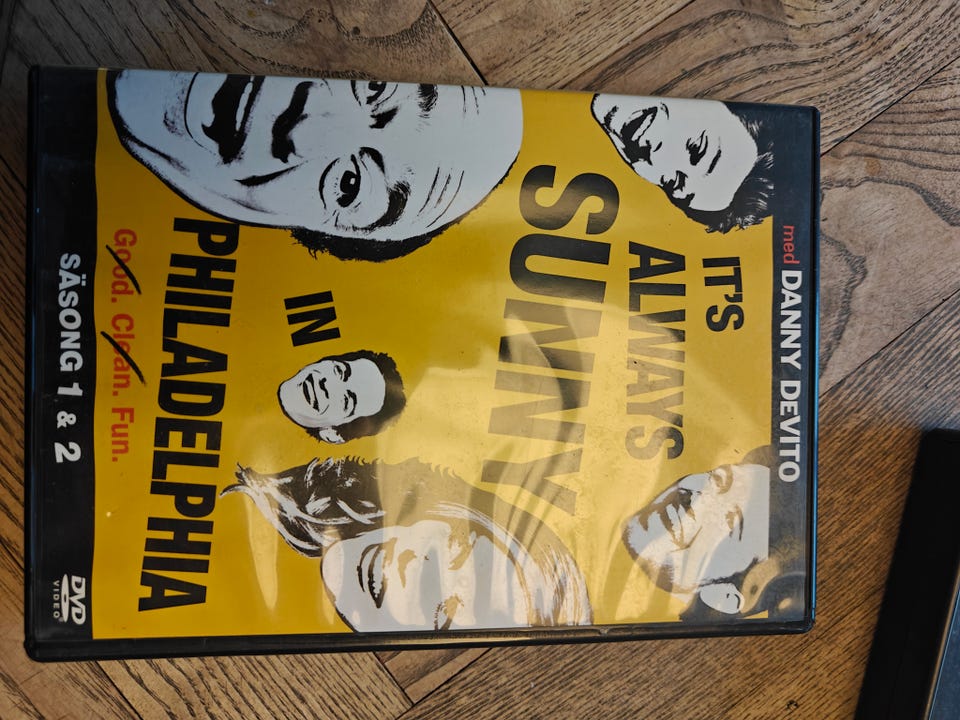 med DANNY DEVITO
IT'S
ALWAYS
SUNNY
IN
PHILADELPHIA
Good. Clean. Fun.
SÄSONG 1 & 2
DVD
VIDEO